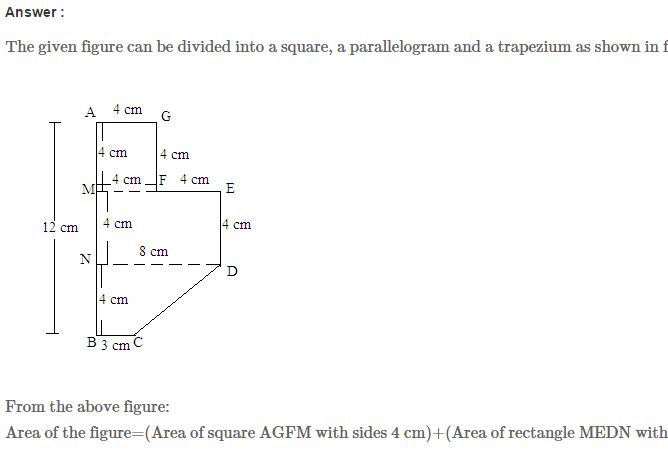 Answer :
The given figure can be divided into a square, a parallelogram and a trapezium as shown in f
A 4 cm G
4 cm 4 cm
M 4 cm F 4 cm E
12 cm 4 cm 4 cm
N 8 cm
D
4 cm
B 3 cm C
From the above figure:
Area of the figure=(Area of square AGFM with sides 4 cm)+(Area of rectangle MEDN with